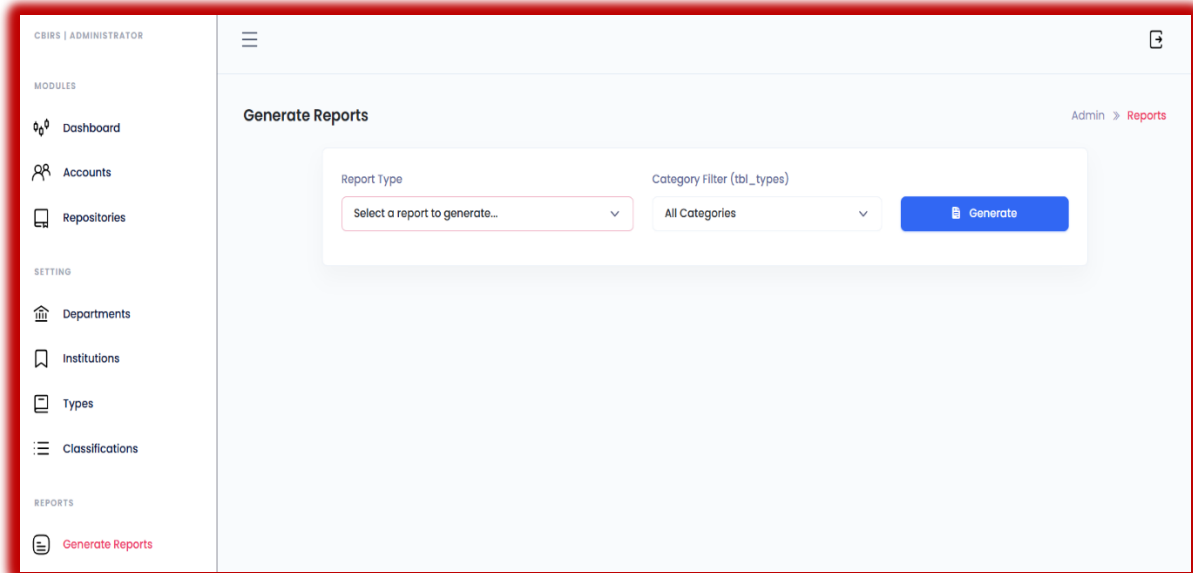 CBIRS | ADMINISTRATOR
MODULES
Dashboard
Accounts
Repositories
SETTING
Departments
Institutions
Types
Classifications
REPORTS
Generate Reports
Generate Reports
Admin » Reports
Report Type
Category Filter (tbl_types)
Select a report to generate...
All Categories
Generate